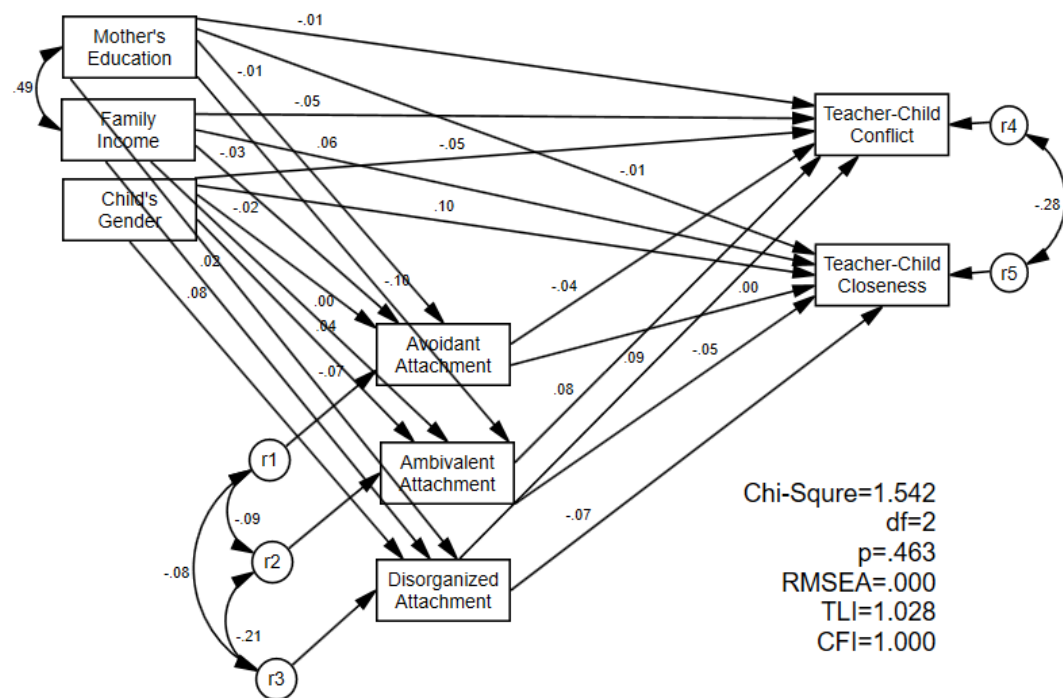 Mother's
Education
Family
Income
Child's
Gender
.49
-.01
-.01
-.05
-.03
.06
-.05
-.02
-.01
.10
.02
.08
.00
.04
-.10
-.07
-.04
.00
.09
-.05
.08
-.07
Teacher-Child
Conflict
r4
-.28
Teacher-Child
Closeness
r5
Avoidant
Attachment
Ambivalent
Attachment
Disorganized
Attachment
r1
-.09
r2
-.08
-.21
r3
Chi-Squre=1.542
df=2
p=.463
RMSEA=.000
TLI=1.028
CFI=1.000